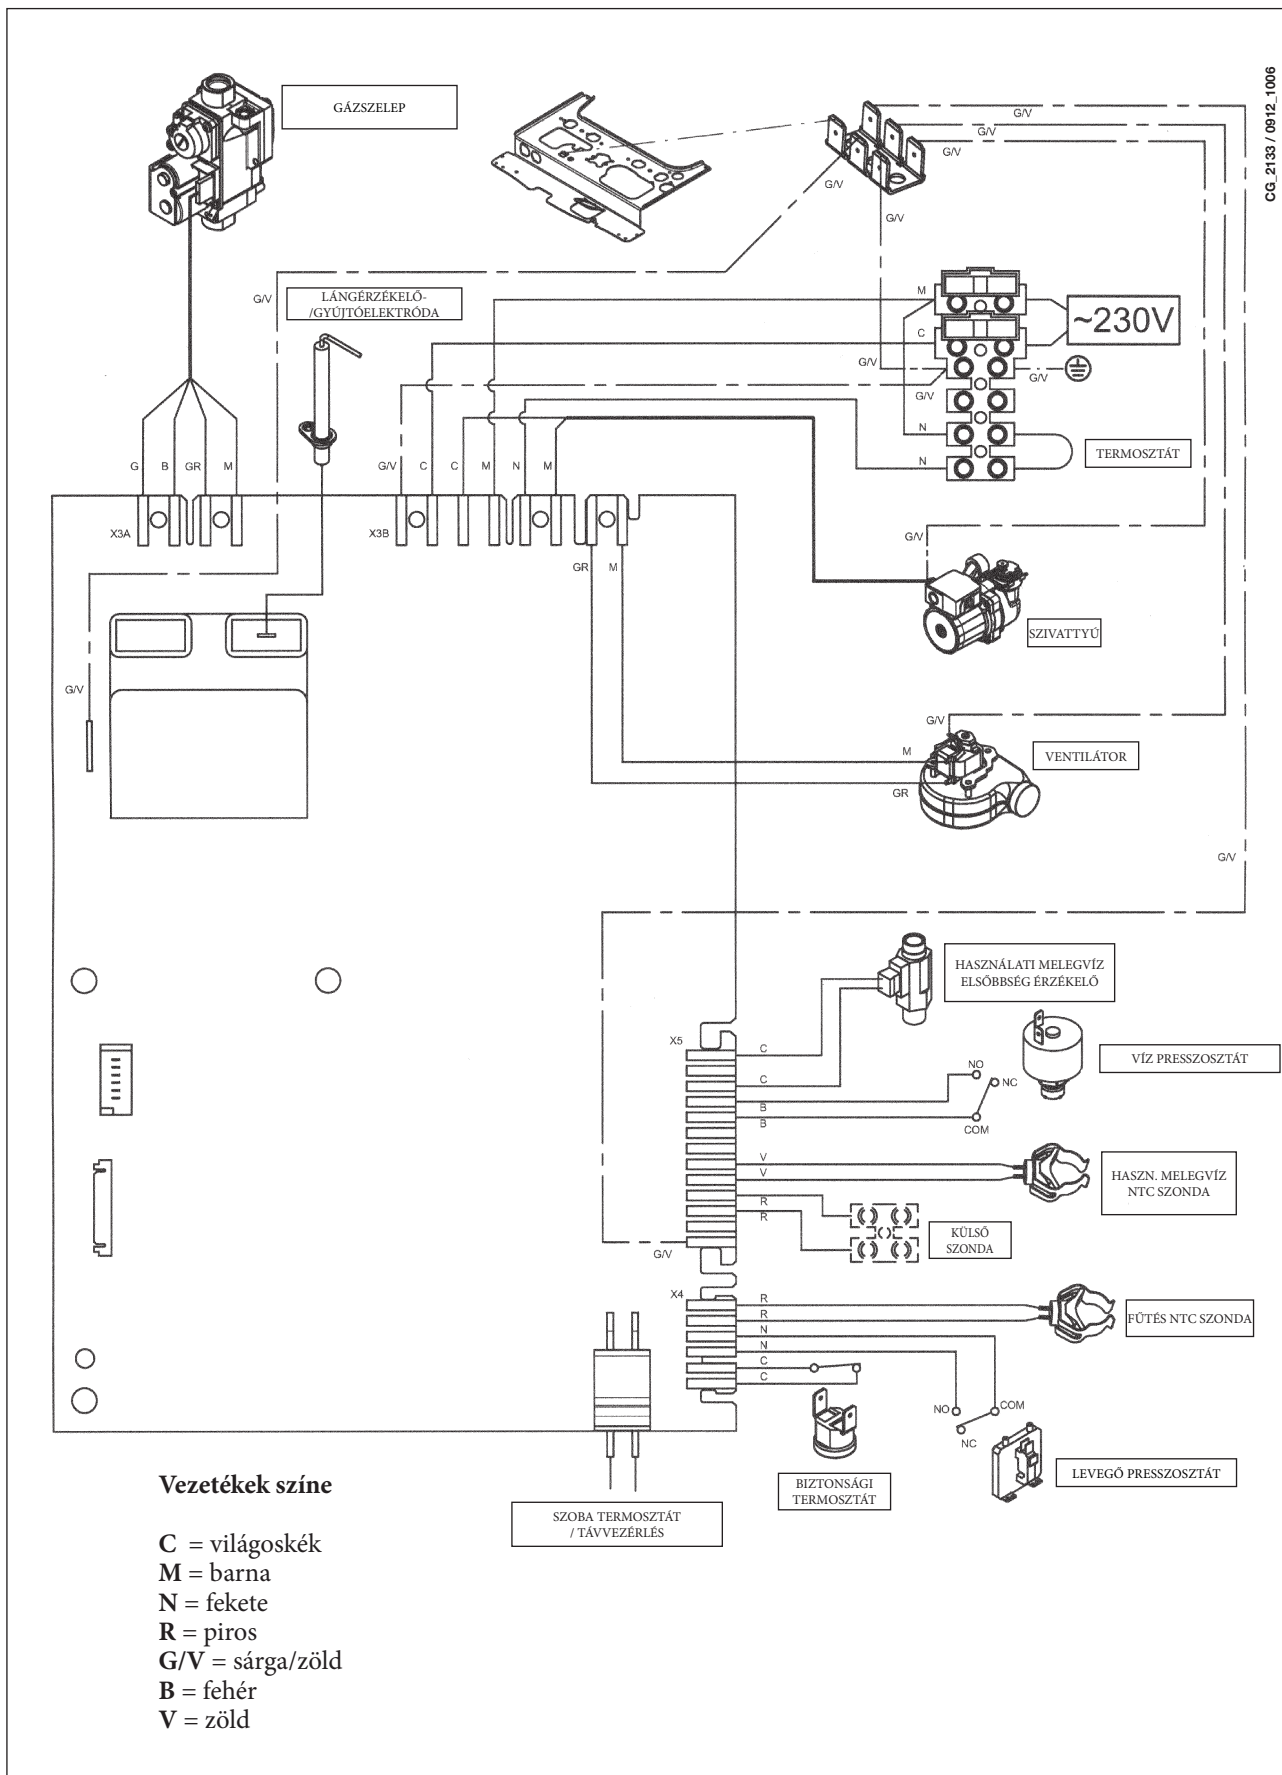 CG_2133 / 0912_1006
GÁZSZELEP
G/V
G/V
G/V
G/V
G/V
G/V
LÁNGÉRZÉKELŐ-
/GYÚJTÓELEKTRÓDA
M
C
~230V
G/V
G/V
G/V
N
N
TERMOSZTÁT
G
B
GR
M
G/V
C
C
M
N
M
X3A
X3B
GR
M
G/V
SZIVATTYÚ
G/V
G/V
M
GR
VENTILÁTOR
G/V
HASZNÁLATI MELEGVÍZ
ELSŐBBSÉG ÉRZÉKELŐ
X5
C
C
B
B
NO
NC
COM
VÍZ PRESSZOSZTÁT
V
V
HASZN. MELEGVÍZ
NTC SZONDA
R
R
KÜLSŐ
SZONDA
G/V
X4
R
R
N
N
C
C
FŰTÉS NTC SZONDA
NO
COM
NC
LEVEGŐ PRESSZOSZTÁT
BIZTONSÁGI
TERMOSZTÁT
SZOBA TERMOSZTÁT
/ TÁVVEZÉRLÉS
Vezetékek színe
C = világoskék
M = barna
N = fekete
R = piros
G/V = sárga/zöld
B = fehér
V = zöld